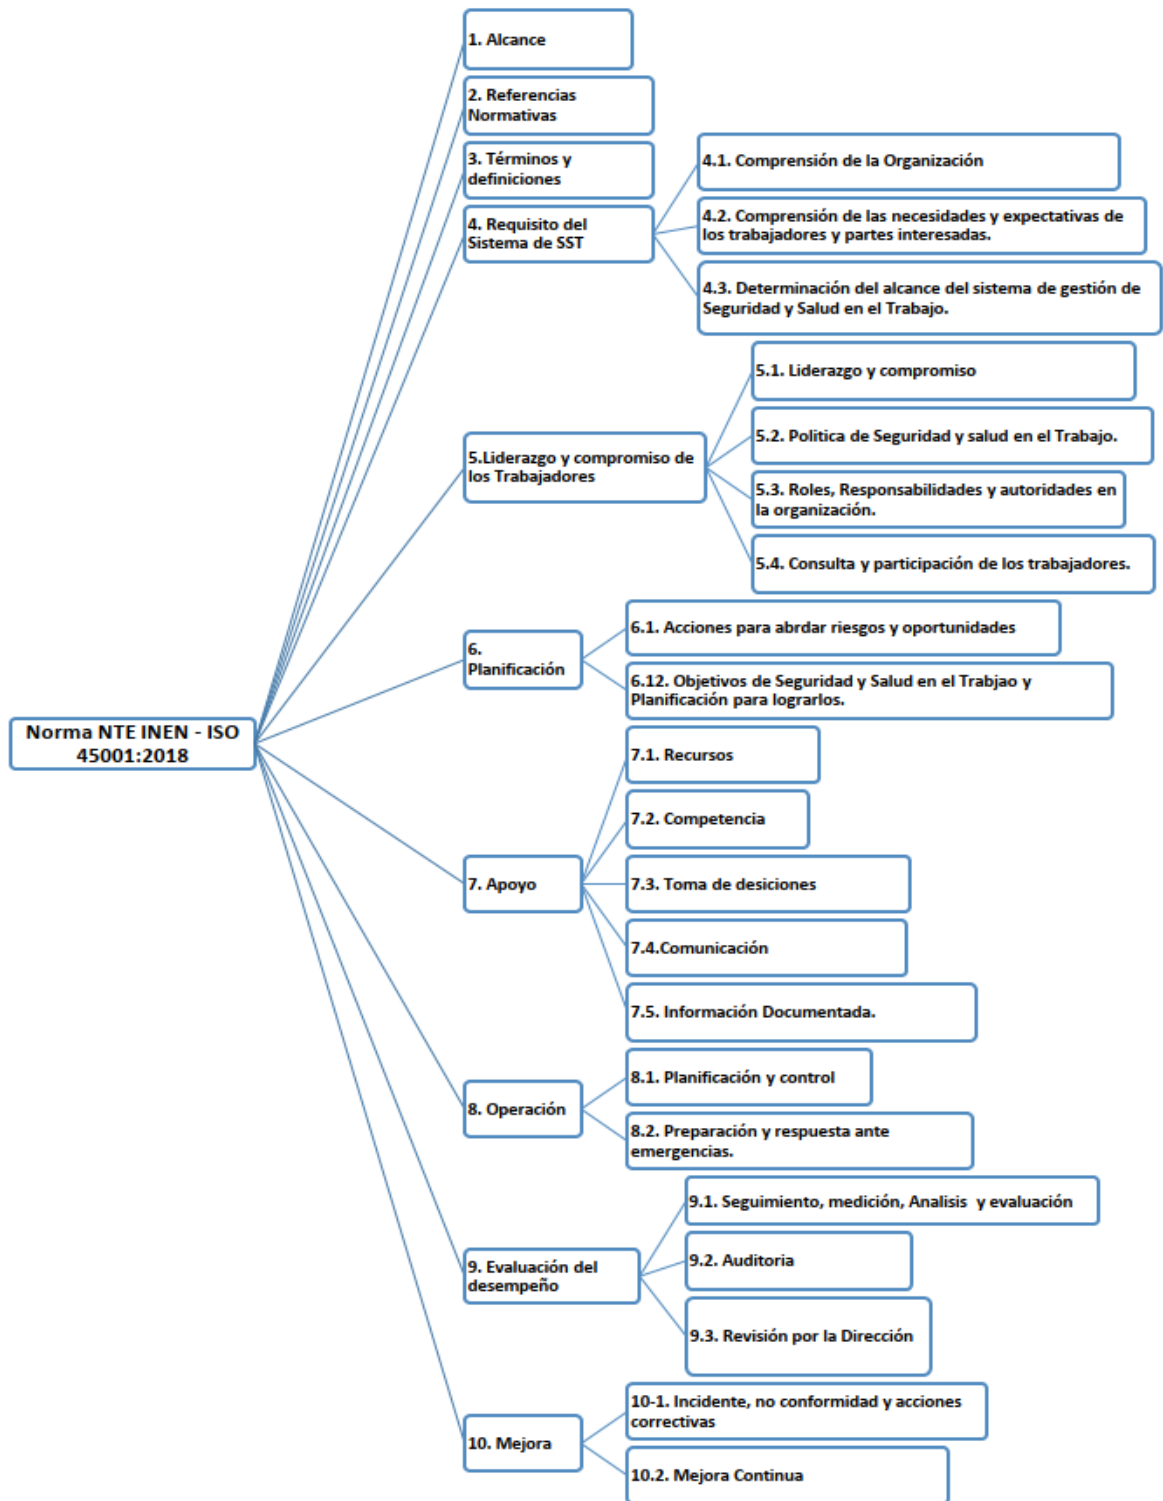 1. Alcance
2. Referencias
Normativas
3. Términos y
definiciones
4. Requisito del
Sistema de SST
4.1. Comprensión de la Organización
4.2. Comprensión de las necesidades y expectativas de
los trabajadores y partes interesadas.
4.3. Determinación del alcance del sistema de gestión de
Seguridad y Salud en el Trabajo.
5.Liderazgo y compromiso de
los Trabajadores
5.1. Liderazgo y compromiso
5.2. Politica de Seguridad y salud en el Trabajo.
5.3. Roles, Responsabilidades y autoridades en
la organización.
5.4. Consulta y participación de los trabajadores.
6.
Planificación
6.1. Acciones para abrdar riesgos y oportunidades
6.12. Objetivos de Seguridad y Salud en el Trabjao y
Planificación para lograrlos.
Norma NTE INEN - ISO
45001:2018
7. Apoyo
7.1. Recursos
7.2. Competencia
7.3. Toma de desiciones
7.4.Comunicación
7.5. Información Documentada.
8. Operación
8.1. Planificación y control
8.2. Preparación y respuesta ante
emergencias.
9. Evaluación del
desempeño
9.1. Seguimiento, medición, Analisis  y evaluación
9.2. Auditoria
9.3. Revisión por la Dirección
10. Mejora
10-1. Incidente, no conformidad y acciones
correctivas
10.2. Mejora Continua